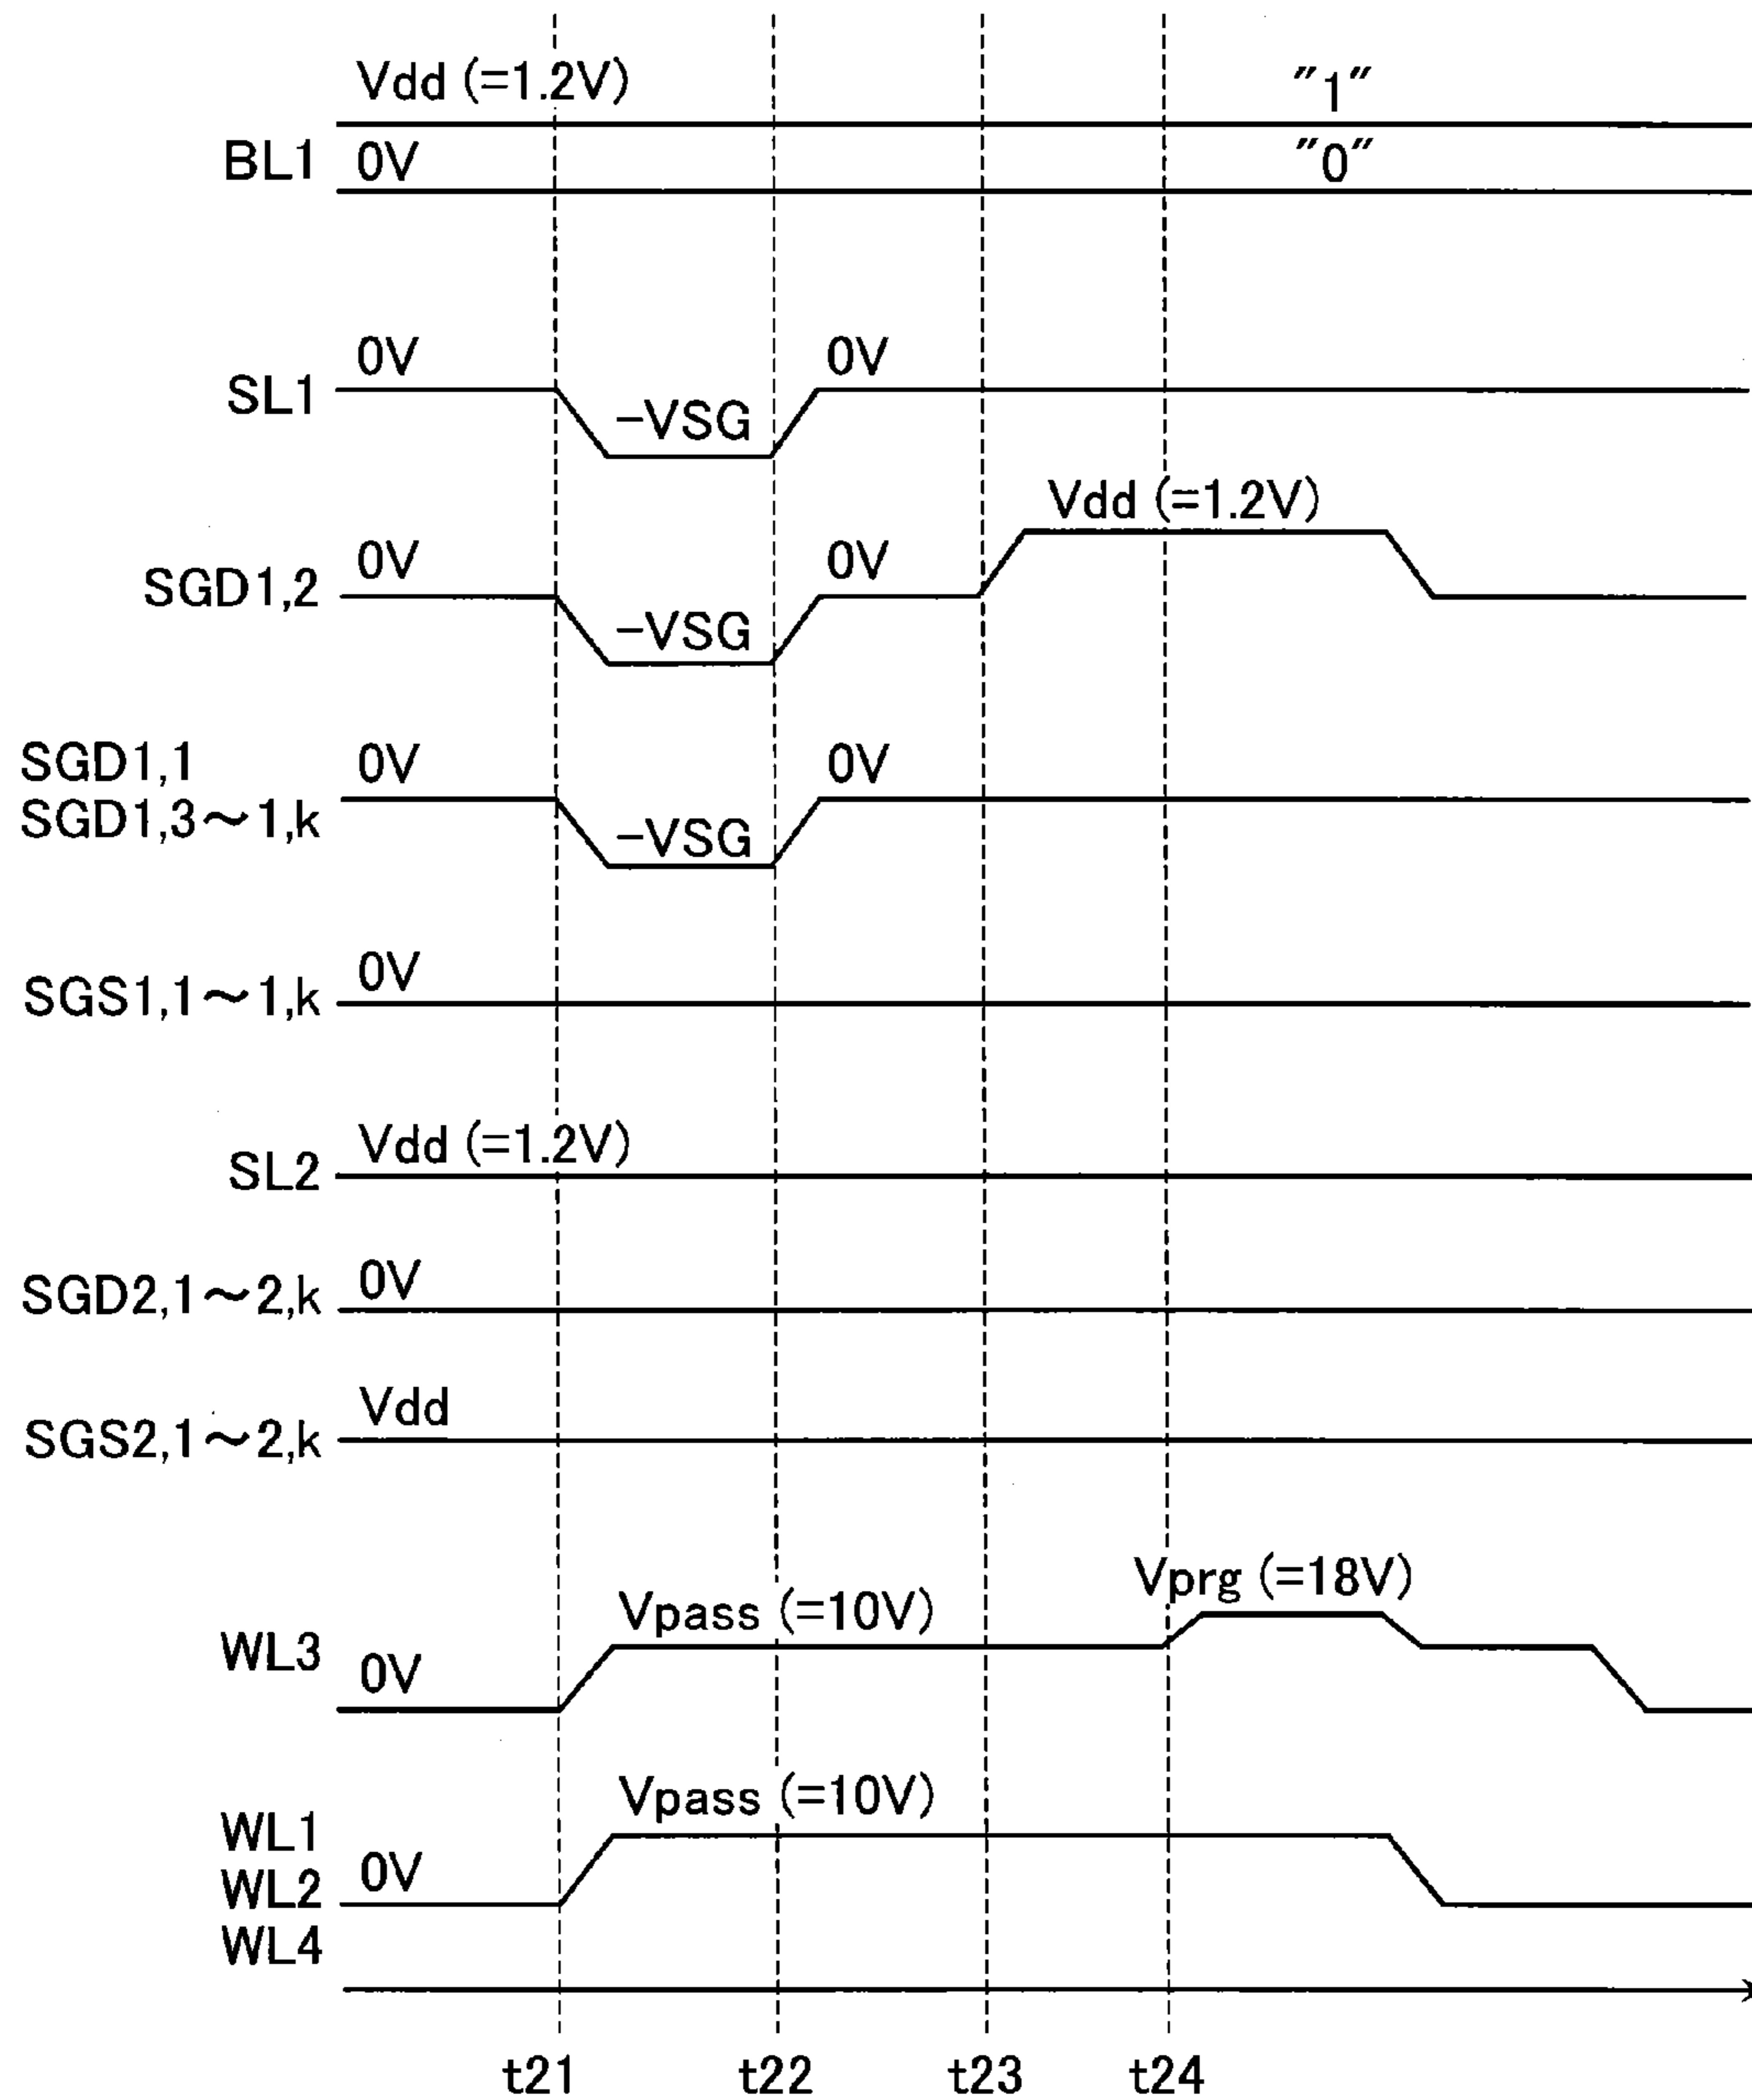 Vdd (=1.2V) "1"
BL1 0V "0"
0V 0V
SL1 -VSG
Vdd (=1.2V)
0V 0V
SGD1,2 -VSG
SGD1,1 0V 0V
SGD1,3～1,k -VSG
0V
SGS1,1～1,k
Vdd (=1.2V)
SL2
0V
SGD2,1～2,k
Vdd
SGS2,1～2,k
Vprg (=18V)
Vpass (=10V)
WL3 0V
Vpass (=10V)
WL1
WL2 0V
WL4
t21 t22 t23 t24